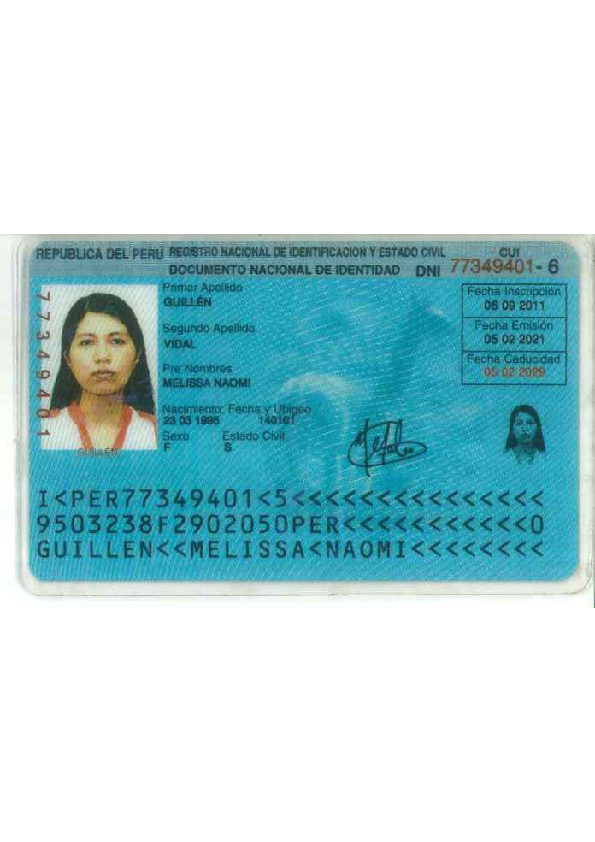 REPUBLICA DEL PERU REGISTRO NACIONAL DE IDENTIFICACION Y ESTADO CIVIL CUI
DOCUMENTO NACIONAL DE IDENTIDAD DNI 77349401 - 6
77349401
Primer Apellido
GUILLÉN
Segundo Apellido
VIDAL
Pre Nombres
MELISSA NAOMI
Nacimiento: Fecha y Ubigeo
23 03 1995 140101
Sexo Estado Civil
F S
Fecha Inscripción
06 09 2011
Fecha Emisión
05 02 2021
Fecha Caducidad
05 02 2029
GUILLEN
I<PER77349401<5<<<<<<<<<<<<<<<
9503238F2902050PER<<<<<<<<<<<0
GUILLEN<<MELISSA<NAOMI<<<<<<<<